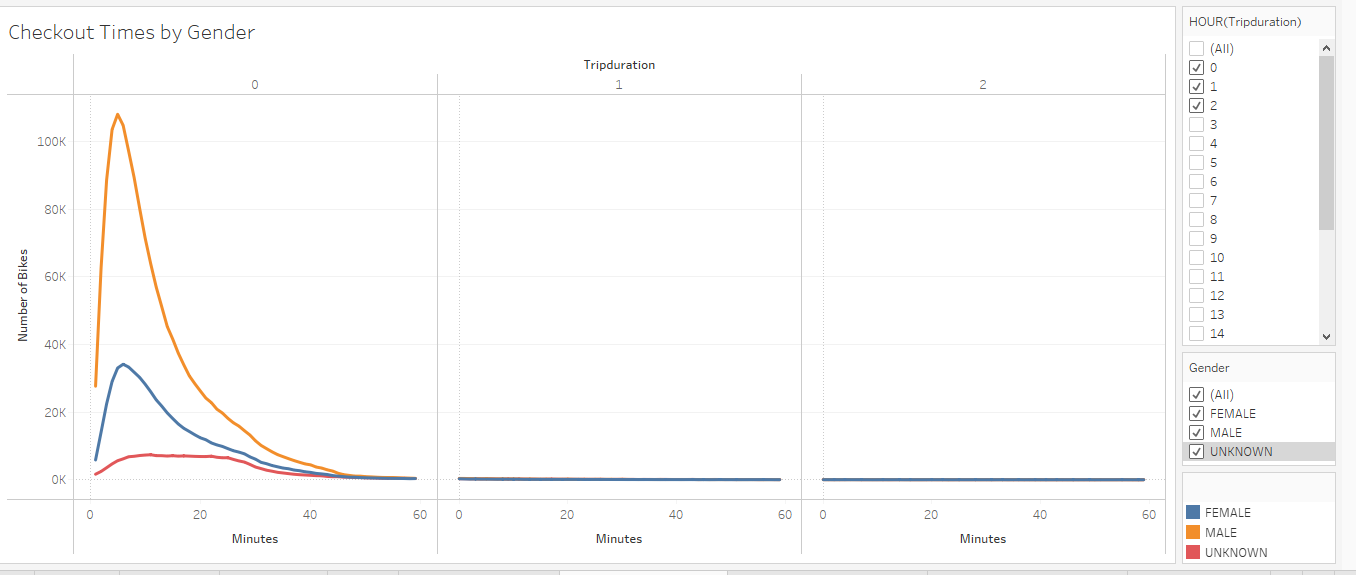 Checkout Times by Gender
Tripduration
0 1 2
100K
80K
60K
40K
20K
0K
Number of Bikes
0 20 40 60 0 20 40 60 0 20 40 60
Minutes Minutes Minutes
HOUR(Tripduration)
(All)
0
1
2
3
4
5
6
7
8
9
10
11
12
13
14
Gender
(All)
FEMALE
MALE
UNKNOWN
FEMALE
MALE
UNKNOWN